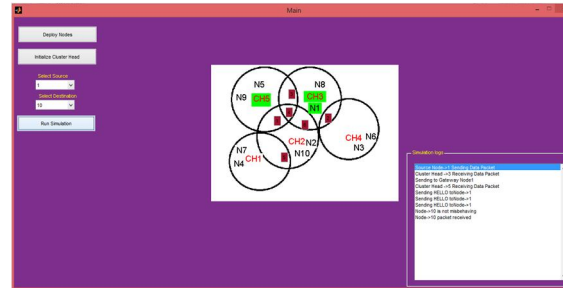 Main
Deploy Nodes
Initialize Cluster Head
Select Source
1
Select Destination
10
Run Simulation
N5
N8
N9 CH5
CH3
N1
CH2 N2
CH4 N6
N3
N7
N10
N4 CH1
Simulation logs
Source Node->1 Sending Data Packet
Cluster Head ->3 Receiving Data Packet
Sending to Gateway Node1
Cluster Head ->5 Receiving Data Packet
Sending HELLO toNode->1
Sending HELLO toNode->1
Sending HELLO toNode->1
Node->10 is not misbehaving
Node->10 packet received